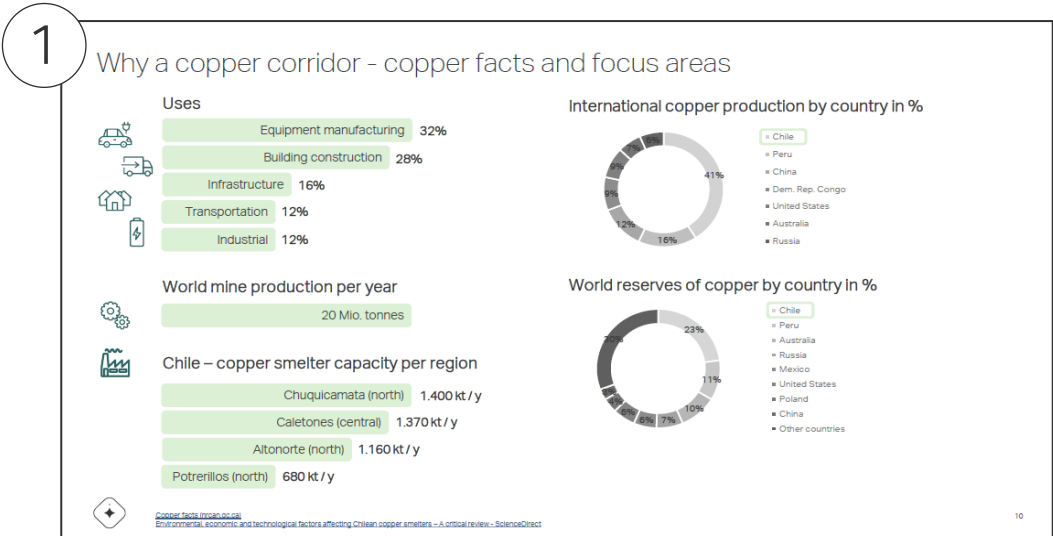 1
Why a copper corridor - copper facts and focus areas
Uses
Equipment manufacturing 32%
Building construction 28%
Infrastructure 16%
Transportation 12%
Industrial 12%
World mine production per year
20 Mio. tonnes
Chile – copper smelter capacity per region
Chuquicamata (north) 1.400 kt / y
Caletones (central) 1.370 kt / y
Altonorte (north) 1.160 kt / y
Potrerillos (north) 680 kt / y
International copper production by country in %
41%
16%
12%
9%
9%
7%
6%
Chile
Peru
China
Dem. Rep. Congo
United States
Australia
Russia
World reserves of copper by country in %
23%
11%
10%
7%
6%
6%
4%
3%
30%
Chile
Peru
Australia
Russia
Mexico
United States
Poland
China
Other countries
Copper facts (nrcan.gc.ca)
Environmental, economic and technological factors affecting Chilean copper smelters – A critical review - ScienceDirect
10